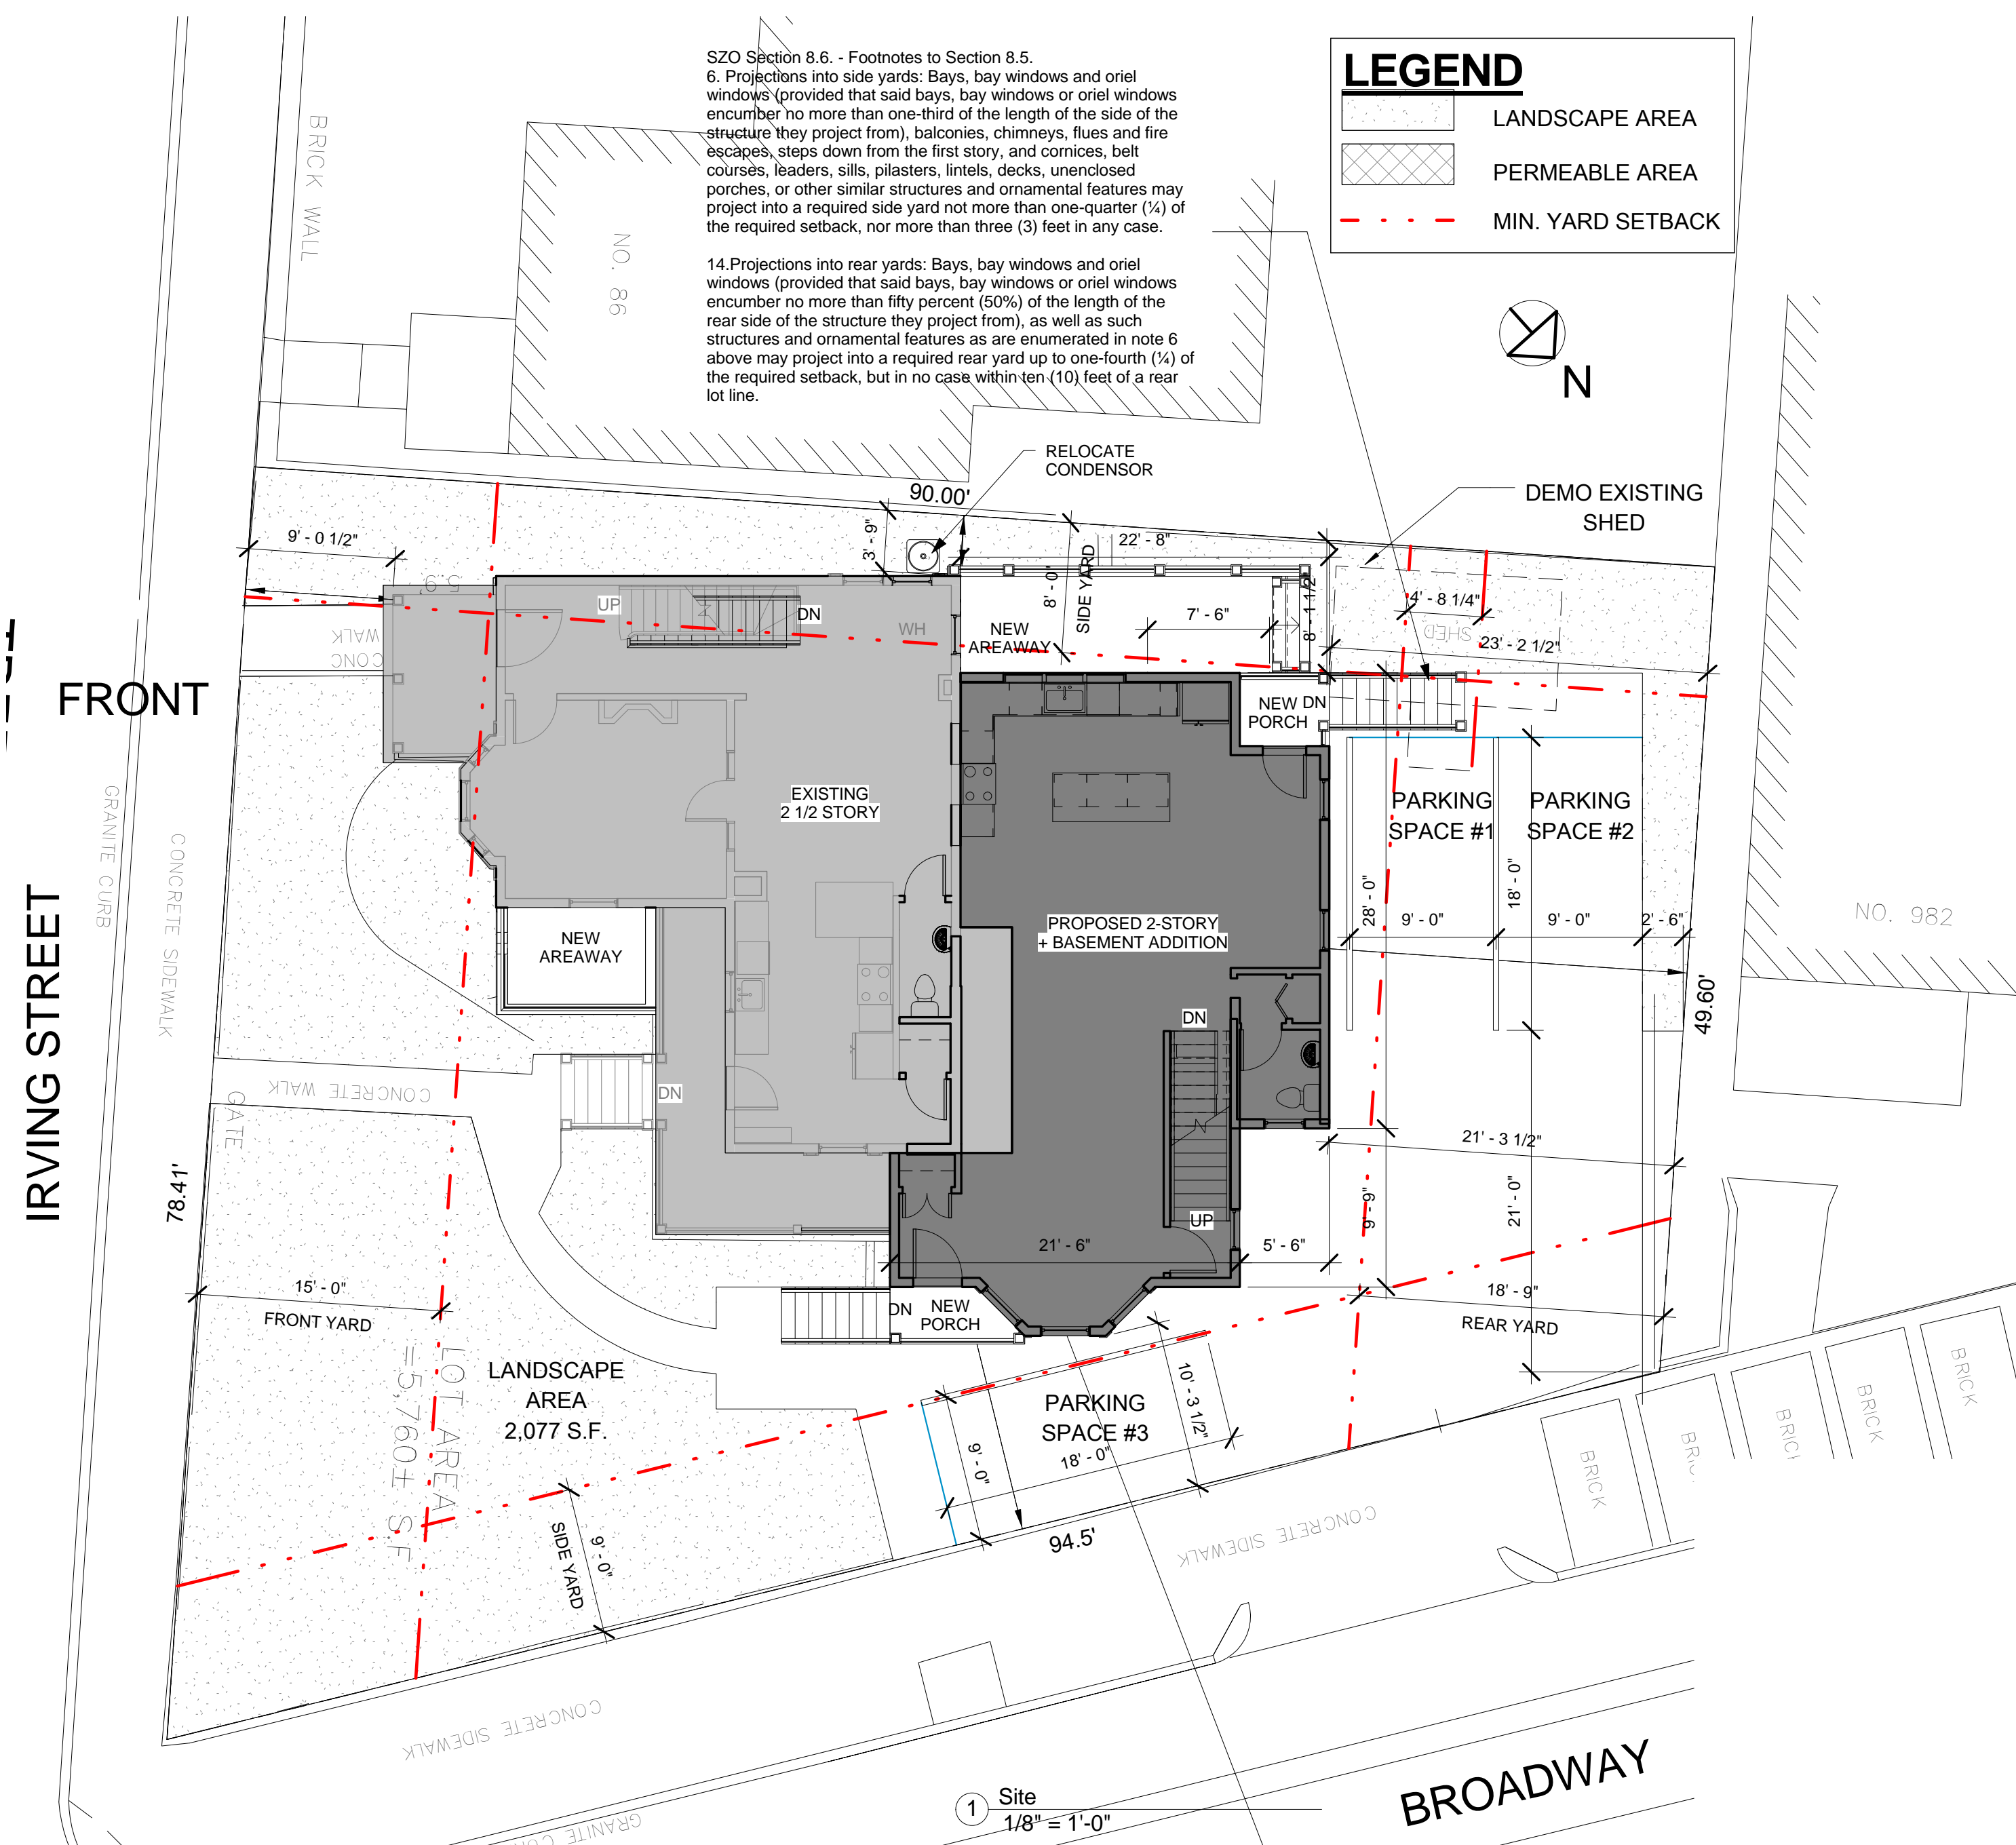 SZO Section 8.6. - Footnotes to Section 8.5.
6. Projections into side yards: Bays, bay windows and oriel
windows (provided that said bays, bay windows or oriel windows
encumber no more than one-third of the length of the side of the
structure they project from), balconies, chimneys, flues and fire
escapes, steps down from the first story, and cornices, belt
courses, leaders, sills, pilasters, lintels, decks, unenclosed
porches, or other similar structures and ornamental features may
project into a required side yard not more than one-quarter (¼) of
the required setback, nor more than three (3) feet in any case.
14.Projections into rear yards: Bays, bay windows and oriel
windows (provided that said bays, bay windows or oriel windows
encumber no more than fifty percent (50%) of the length of the
rear side of the structure they project from), as well as such
structures and ornamental features as are enumerated in note 6
above may project into a required rear yard up to one-fourth (¼) of
the required setback, but in no case within ten (10) feet of a rear
lot line.
LEGEND
LANDSCAPE AREA
PERMEABLE AREA
MIN. YARD SETBACK
N
BRICK WALL
NO. 86
RELOCATE
CONDENSOR
DEMO EXISTING
SHED
90.00'
9' - 0 1/2"
5.9'
3' - 9"
22' - 8"
8' - 0"
SIDE YARD
7' - 6"
8' - 1 1/2"
4' - 8 1/4"
SHED
23' - 2 1/2"
UP
DN
WH
NEW
AREAWAY
CONC
WALK
FRONT
NEW
PORCH
DN
EXISTING
2 1/2 STORY
PARKING
SPACE #1
PARKING
SPACE #2
28' - 0"
18' - 0"
9' - 0"
9' - 0"
2' - 6"
NO. 982
GRANITE CURB
CONCRETE SIDEWALK
IRVING STREET
NEW
AREAWAY
PROPOSED 2-STORY
+ BASEMENT ADDITION
49.60'
DN
CONCRETE WALK
GATE
DN
78.41'
21' - 3 1/2"
9' - 9"
21' - 0"
UP
21' - 6"
5' - 6"
15' - 0"
FRONT YARD
18' - 9"
REAR YARD
DN
NEW
PORCH
LANDSCAPE
AREA
2,077 S.F.
LOT AREA
=5,760± S.F
PARKING
SPACE #3
10' - 3 1/2"
9' - 0"
18' - 0"
94.5'
SIDE YARD
9' - 0"
CONCRETE SIDEWALK
BRICK
BRICK
BRICK
BRICK
CONCRETE SIDEWALK
1
Site
1/8" = 1'-0"
BROADWAY